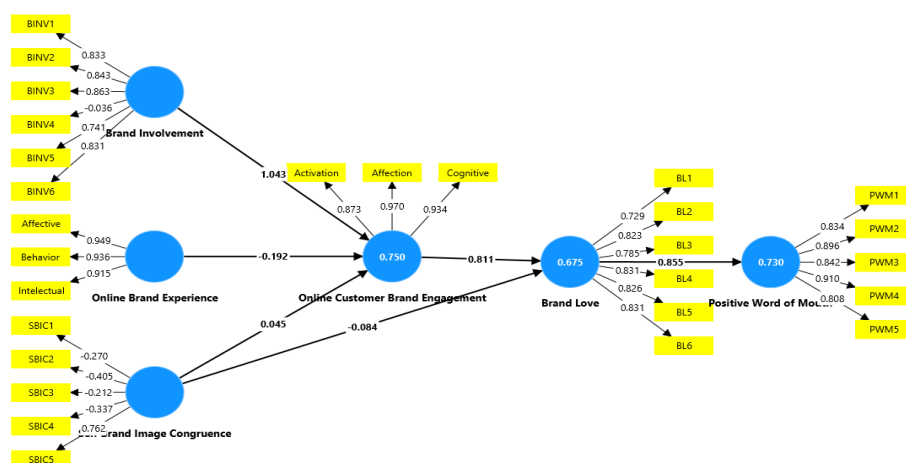 BINV1
BINV2
BINV3
BINV4
BINV5
BINV6
0.833
0.843
0.863
-0.036
0.741
0.831
Brand Involvement
1.043
Activation
Affection
Cognitive
0.873
0.970
0.934
Affective
Behavior
Intelectual
0.949
0.936
0.915
Online Brand Experience
-0.192
0.750
Online Customer Brand Engagement
0.811
0.045
-0.084
SBIC1
SBIC2
SBIC3
SBIC4
SBIC5
-0.270
-0.405
-0.212
-0.337
0.762
Brand Image Congruence
0.675
Brand Love
BL1
BL2
BL3
BL4
BL5
BL6
0.729
0.823
0.785
0.831
0.826
0.831
0.855
0.730
Positive Word of Mouth
PWM1
PWM2
PWM3
PWM4
PWM5
0.834
0.896
0.842
0.910
0.808